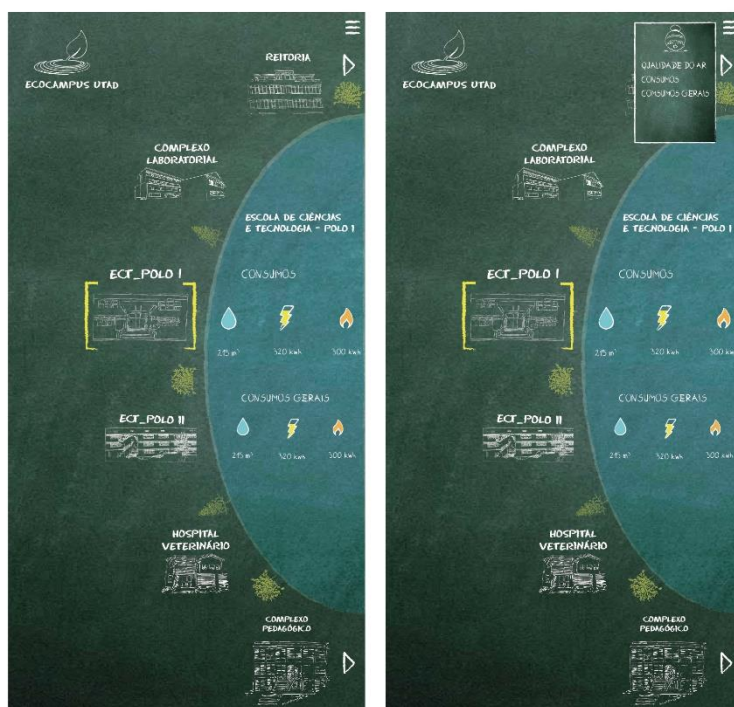 ECOCAMPUS UTAD
REITORIA
COMPLEXO
LABORATORIAL
ESCOLA DE CIÊNCIAS
E TECNOLOGIA - POLO I
ECT_POLO I
CONSUMOS
215 m³
320 kwh
300 kwh
CONSUMOS GERAIS
ECT_POLO II
215 m³
320 kwh
300 kwh
HOSPITAL
VETERINÁRIO
COMPLEXO
PEDAGÓGICO
ECOCAMPUS UTAD
QUALIDADE DO AR
CONSUMOS
CONSUMOS GERAIS
COMPLEXO
LABORATORIAL
ESCOLA DE CIÊNCIAS
E TECNOLOGIA - POLO I
ECT_POLO I
CONSUMOS
215 m³
320 kwh
300 kwh
CONSUMOS GERAIS
ECT_POLO II
215 m³
320 kwh
300 kwh
HOSPITAL
VETERINÁRIO
COMPLEXO
PEDAGÓGICO